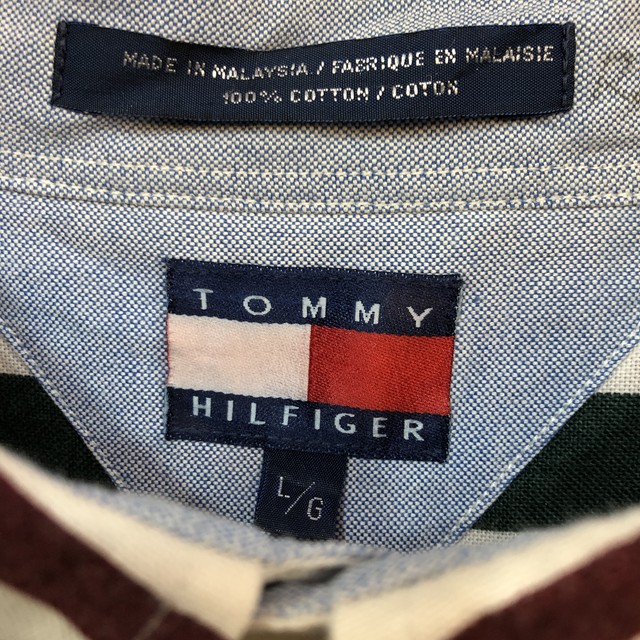 MADE IN MALAYSIA / FABRIQUE EN MALAISIE
100% COTTON / COTON
TOMMY
HILFIGER
L/G